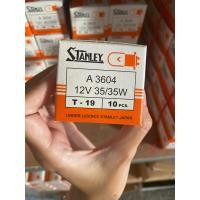 STANLEY
A 3604
12V 35/35W
T - 19 10 PCS.
UNDER LICENCE STANLEY JAPAN